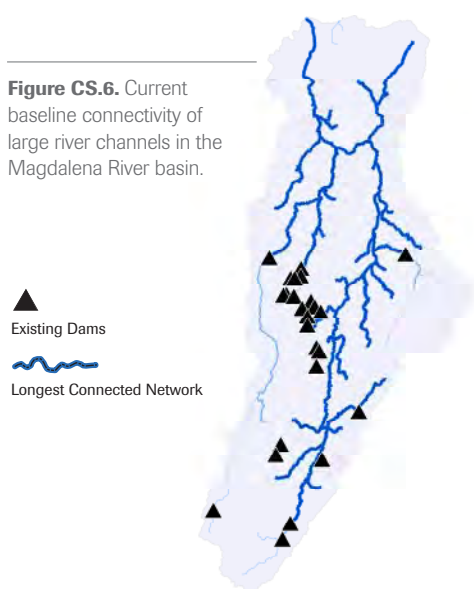 Figure CS.6. Current
baseline connectivity of
large river channels in the
Magdalena River basin.
Existing Dams
Longest Connected Network